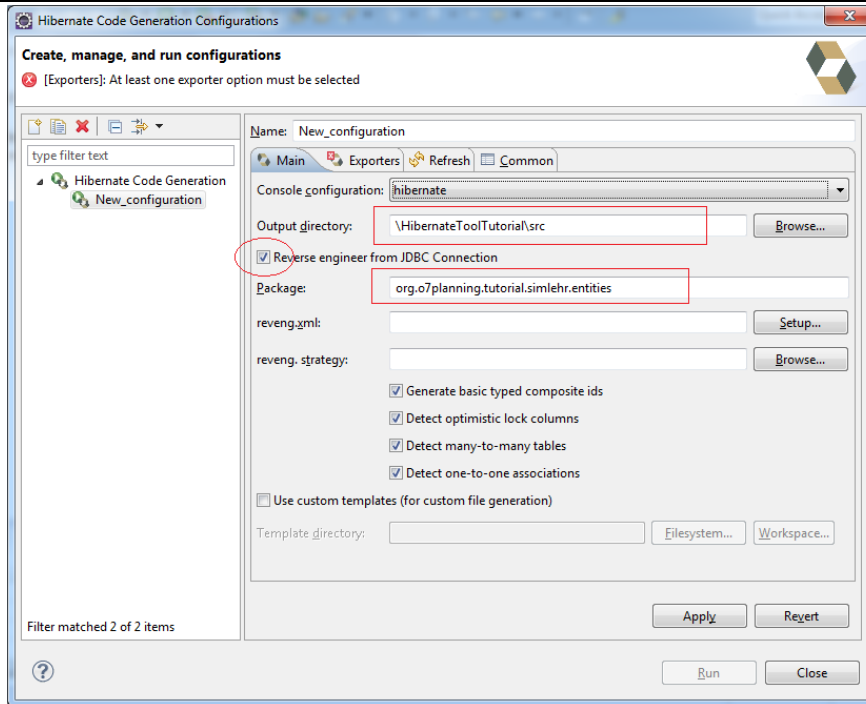 Hibernate Code Generation Configurations
Create, manage, and run configurations
[Exporters]: At least one exporter option must be selected
type filter text
Hibernate Code Generation
New_configuration
Filter matched 2 of 2 items
Name: New_configuration
Main Exporters Refresh Common
Console configuration: hibernate
Output directory: \HibernateToolTutorial\src Browse...
Reverse engineer from JDBC Connection
Package: org.o7planning.tutorial.simlehr.entities
reveng.xml: Setup...
reveng. strategy: Browse...
Generate basic typed composite ids
Detect optimistic lock columns
Detect many-to-many tables
Detect one-to-one associations
Use custom templates (for custom file generation)
Template directory: Filesystem... Workspace...
Apply Revert
? Run Close